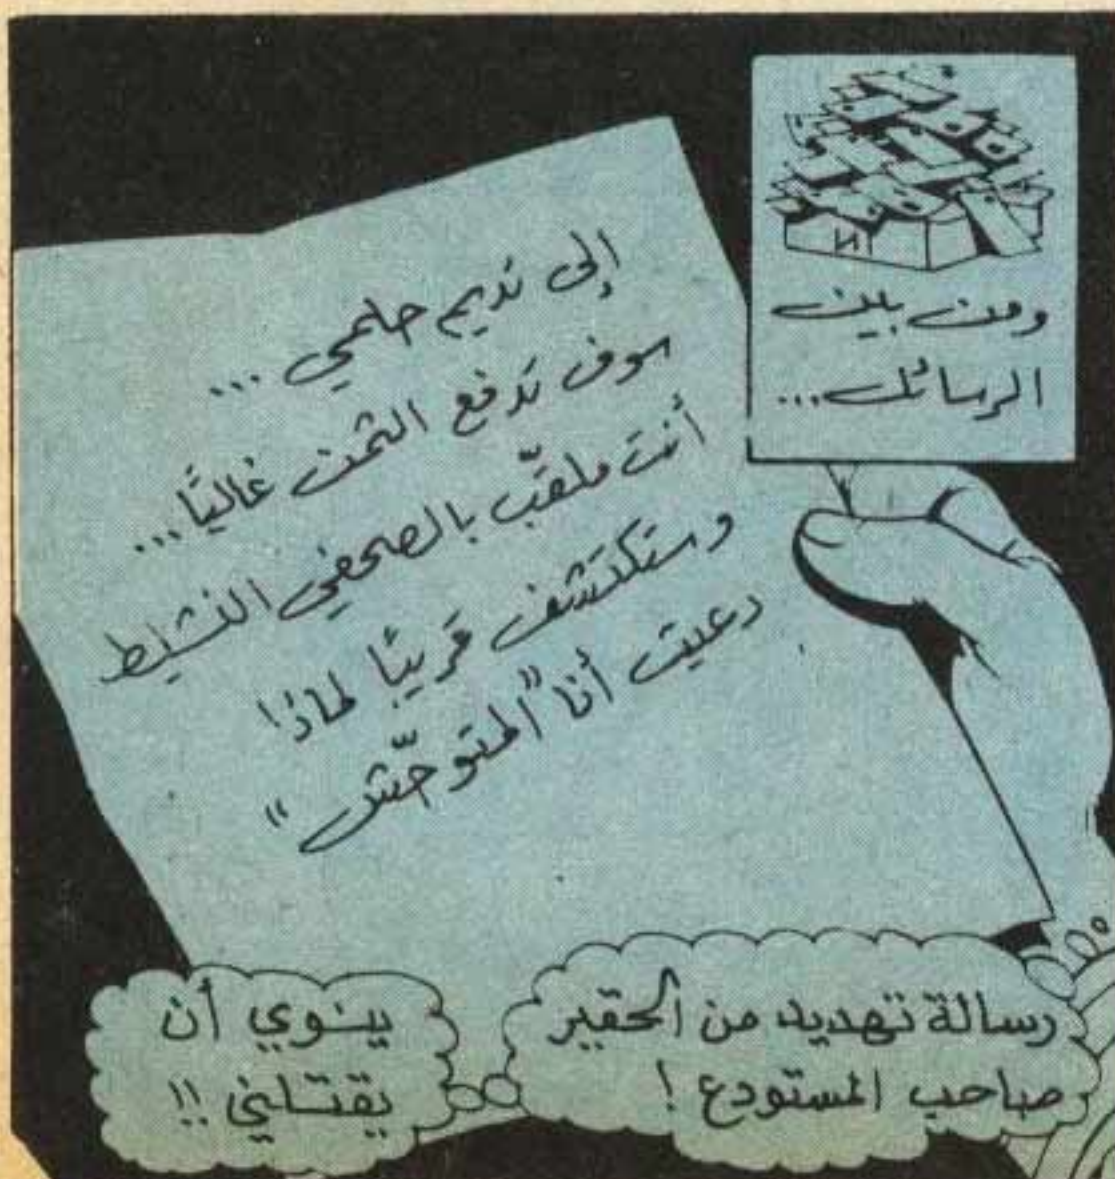 ومن بين
الرسائل...
إلى نديم حلمي ...
سوف تدفع الثمن غاليًا...
أنت ملقّب بالصحفي النشيط
وستكتشف قريبًا لماذا
دعيت أنا "المتوحّش"
رسالة تهديد من الحقير
صاحب المستودع !
ينوي أن
يقتلني !!